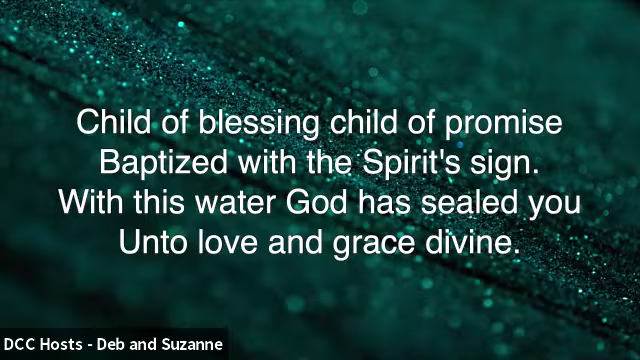 Child of blessing child of promise
Baptized with the Spirit's sign.
With this water God has sealed you
Unto love and grace divine.
DCC Hosts - Deb and Suzanne